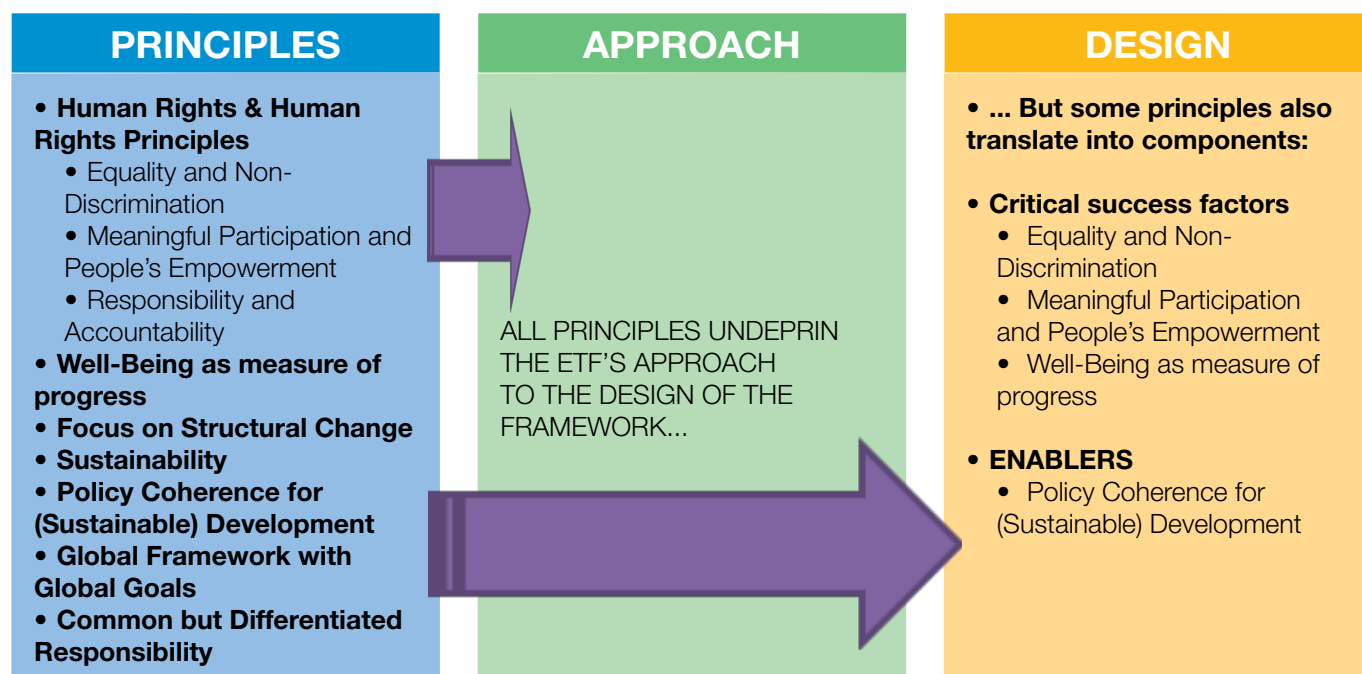 PRINCIPLES
• Human Rights & Human
Rights Principles
• Equality and Non-
Discrimination
• Meaningful Participation and
People’s Empowerment
• Responsibility and
Accountability
• Well-Being as measure of
progress
• Focus on Structural Change
• Sustainability
• Policy Coherence for
(Sustainable) Development
• Global Framework with
Global Goals
• Common but Differentiated
Responsibility
APPROACH
ALL PRINCIPLES UNDEPRIN
THE ETF’S APPROACH
TO THE DESIGN OF THE
FRAMEWORK...
DESIGN
• ... But some principles also
translate into components:
• Critical success factors
• Equality and Non-
Discrimination
• Meaningful Participation
and People’s Empowerment
• Well-Being as measure of
progress
• ENABLERS
• Policy Coherence for
(Sustainable) Development